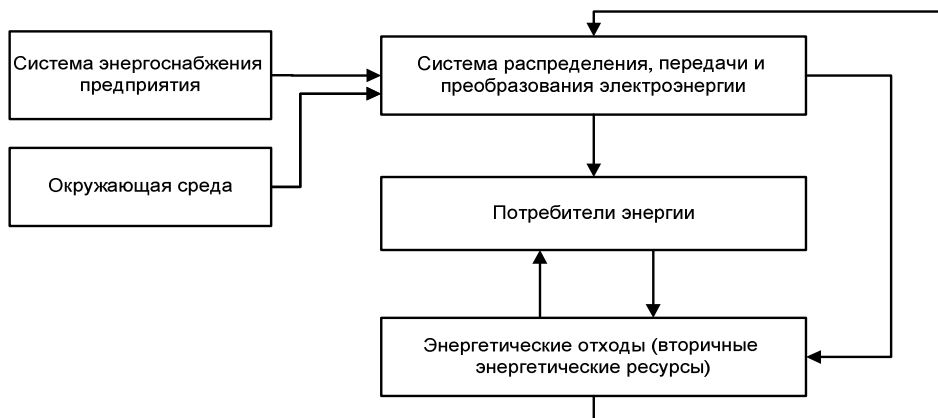 Система энергоснабжения
предприятия
Система распределения, передачи и
преобразования электроэнергии
Окружающая среда
Потребители энергии
Энергетические отходы (вторичные
энергетические ресурсы)